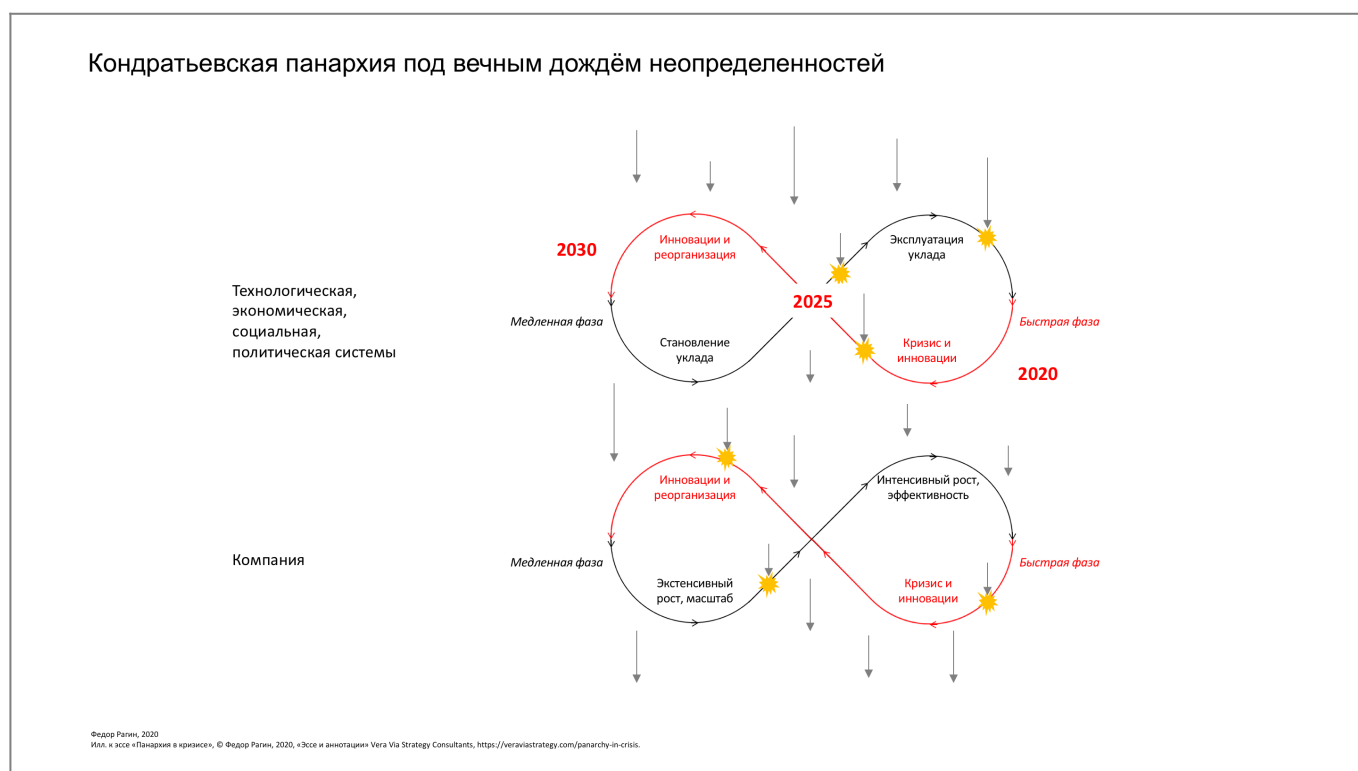 Кондратьевская панархия под вечным дождём неопределенностей
2030
Инновации и
реорганизация
Эксплуатация
уклада
Технологическая,
экономическая,
социальная,
политическая системы
2025
Медленная фаза
Быстрая фаза
Становление
уклада
Кризис и
инновации
2020
Инновации и
реорганизация
Интенсивный рост,
эффективность
Компания
Медленная фаза
Быстрая фаза
Экстенсивный
рост, масштаб
Кризис и
инновации
Федор Рагин, 2020
Илл. к эссе «Панархия в кризисе», © Федор Рагин, 2020, «Эссе и аннотации» Vera Via Strategy Consultants, https://veraviastrategy.com/panarchy-in-crisis.